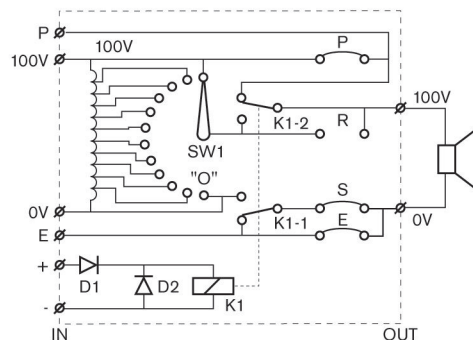 P
100V
100V
P
100V
K1-2
R
SW1
"O"
S
0V
K1-1
0V
E
E
+
D1
D2
K1
-
IN
OUT